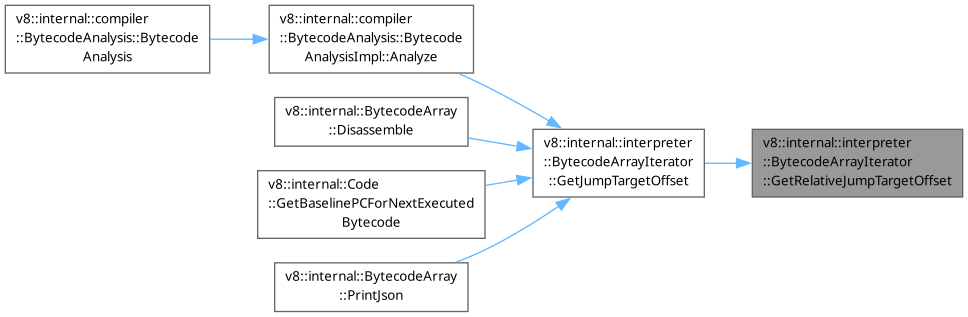 v8::internal::compiler
::BytecodeAnalysis::Bytecode
Analysis
v8::internal::compiler
::BytecodeAnalysis::Bytecode
AnalysisImpl::Analyze
v8::internal::BytecodeArray
::Disassemble
v8::internal::Code
::GetBaselinePCForNextExecuted
Bytecode
v8::internal::BytecodeArray
::PrintJson
v8::internal::interpreter
::BytecodeArrayIterator
::GetJumpTargetOffset
v8::internal::interpreter
::BytecodeArrayIterator
::GetRelativeJumpTargetOffset